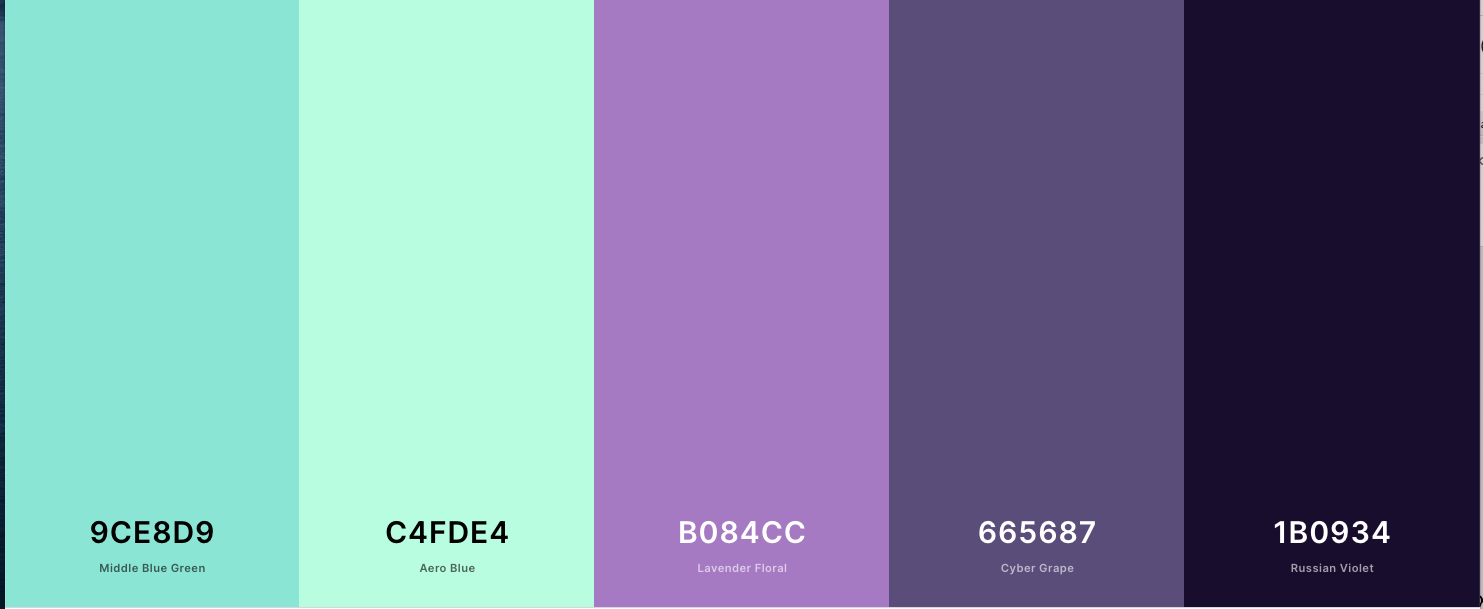 9CE8D9
Middle Blue Green
C4FDE4
Aero Blue
B084CC
Lavender Floral
665687
Cyber Grape
1B0934
Russian Violet